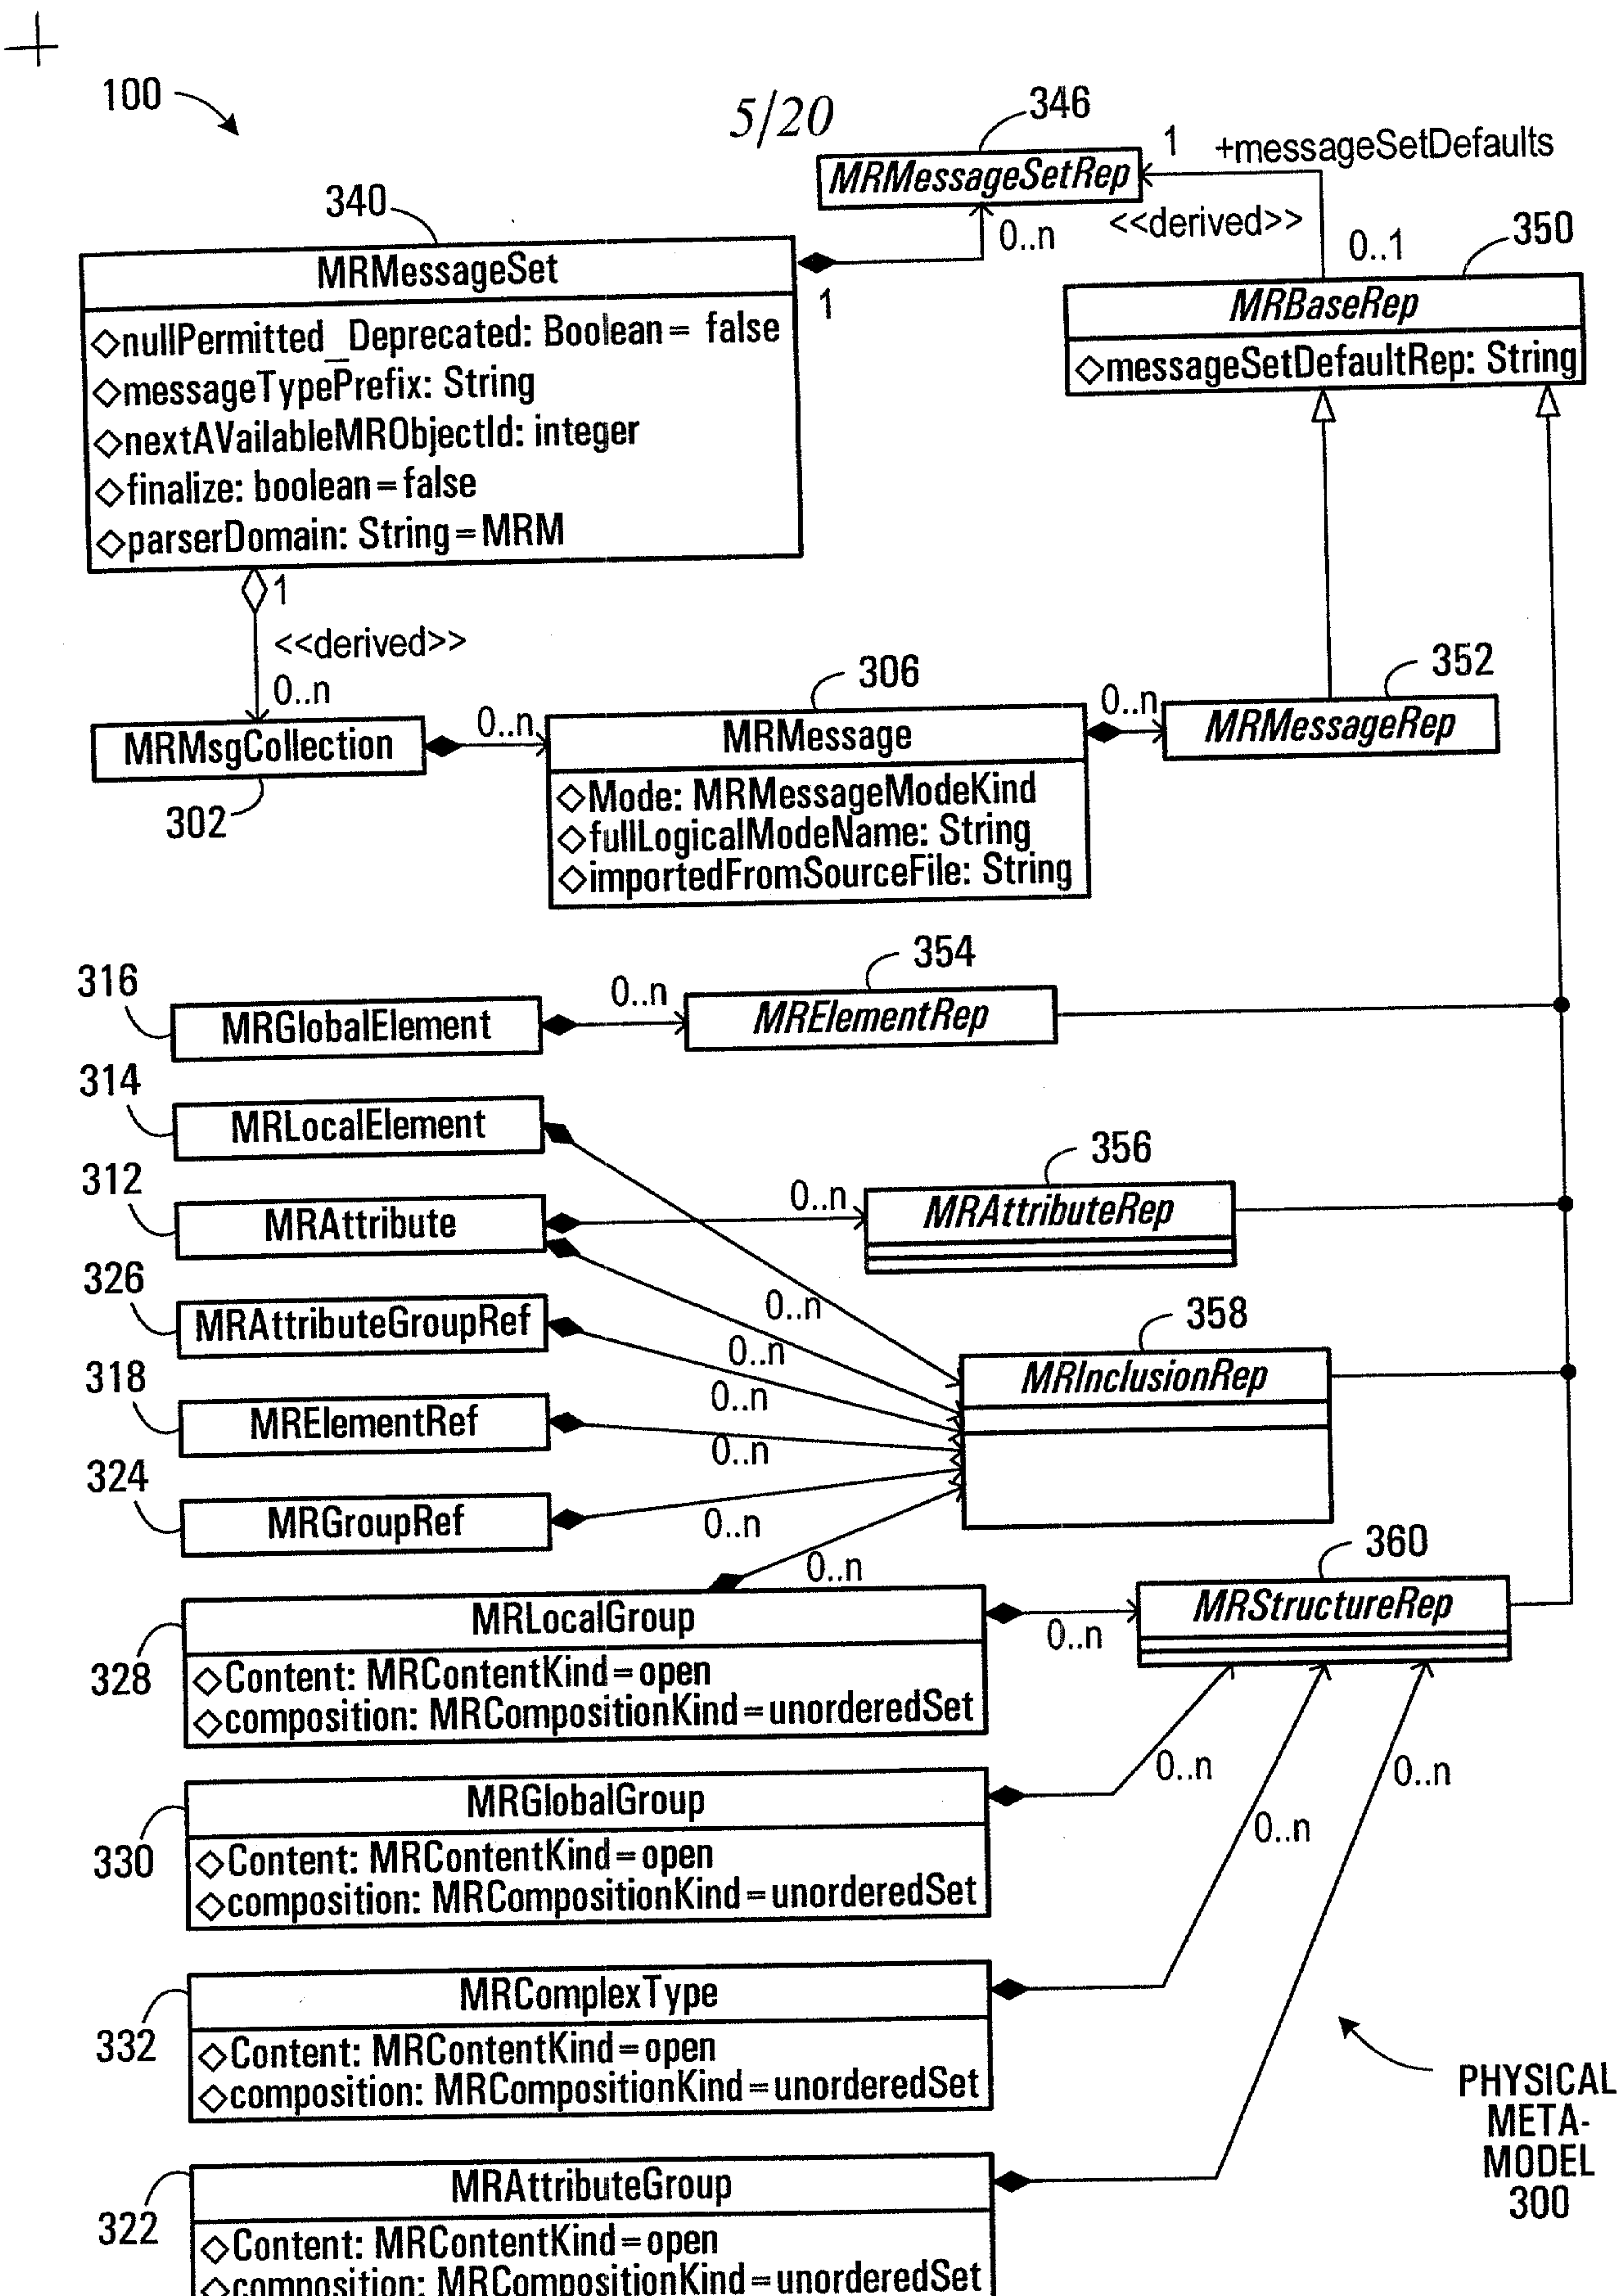 100
5/20
346
MRMessageSetRep
1 +messageSetDefaults
<<derived>>
0..n
0..1
340
MRMessageSet
◇nullPermitted_Deprecated: Boolean= false
◇messageTypePrefix: String
◇nextAVailableMRObjectId: integer
◇finalize: boolean=false
◇parserDomain: String=MRM
1
350
MRBaseRep
◇messageSetDefaultRep: String
1
<<derived>>
0..n
MRMsgCollection
302
0..n
306
MRMessage
◇Mode: MRMessageModeKind
◇fullLogicalModeName: String
◇importedFromSourceFile: String
0..n
352
MRMessageRep
316
MRGlobalElement
0..n
354
MRElementRep
314
MRLocalElement
312
MRAttribute
0..n
356
MRAttributeRep
326
MRAttributeGroupRef
0..n
0..n
0..n
358
MRInclusionRep
318
MRElementRef
0..n
324
MRGroupRef
0..n
0..n
360
MRStructureRep
MRLocalGroup
328
◇Content: MRContentKind=open
◇composition: MRCompositionKind=unorderedSet
0..n
MRGlobalGroup
330
◇Content: MRContentKind=open
◇composition: MRCompositionKind=unorderedSet
0..n
0..n
0..n
MRComplexType
332
◇Content: MRContentKind=open
◇composition: MRCompositionKind=unorderedSet
MRAttributeGroup
322
◇Content: MRContentKind=open
◇composition: MRCompositionKind=unorderedSet
PHYSICAL
META-
MODEL
300